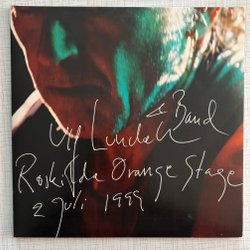 Ulf Lundell & Band
Roskilde Orange Stage
2 juli 1999